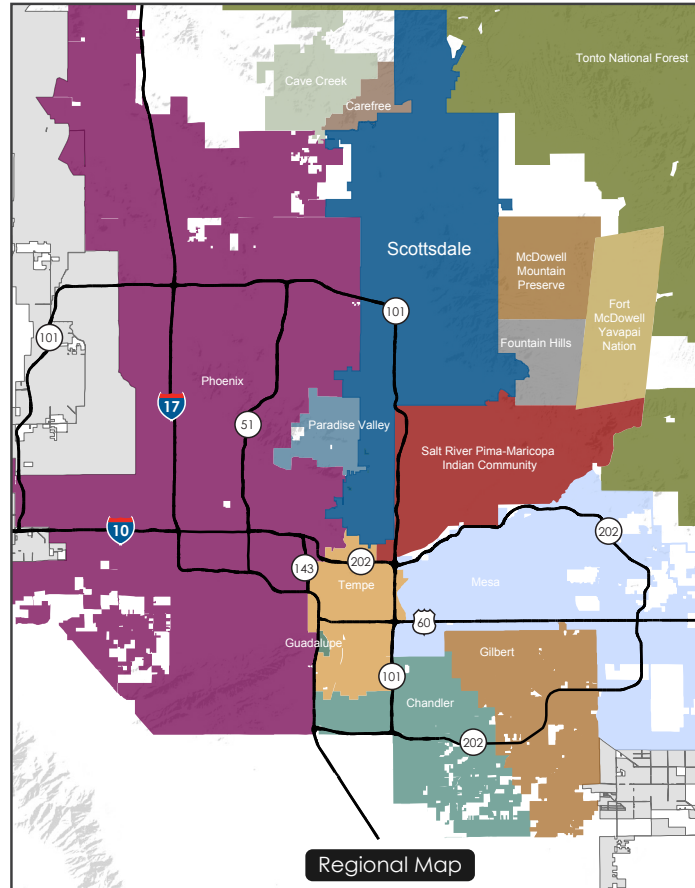 Tonto National Forest
Cave Creek
Carefree
Scottsdale
McDowell
Mountain
Preserve
Fort
McDowell
Yavapai
Nation
101
101
Fountain Hills
Phoenix
17
51
Paradise Valley
Salt River Pima-Maricopa
Indian Community
10
202
202
143
Tempe
Mesa
60
Guadalupe
Gilbert
101
Chandler
202
Regional Map